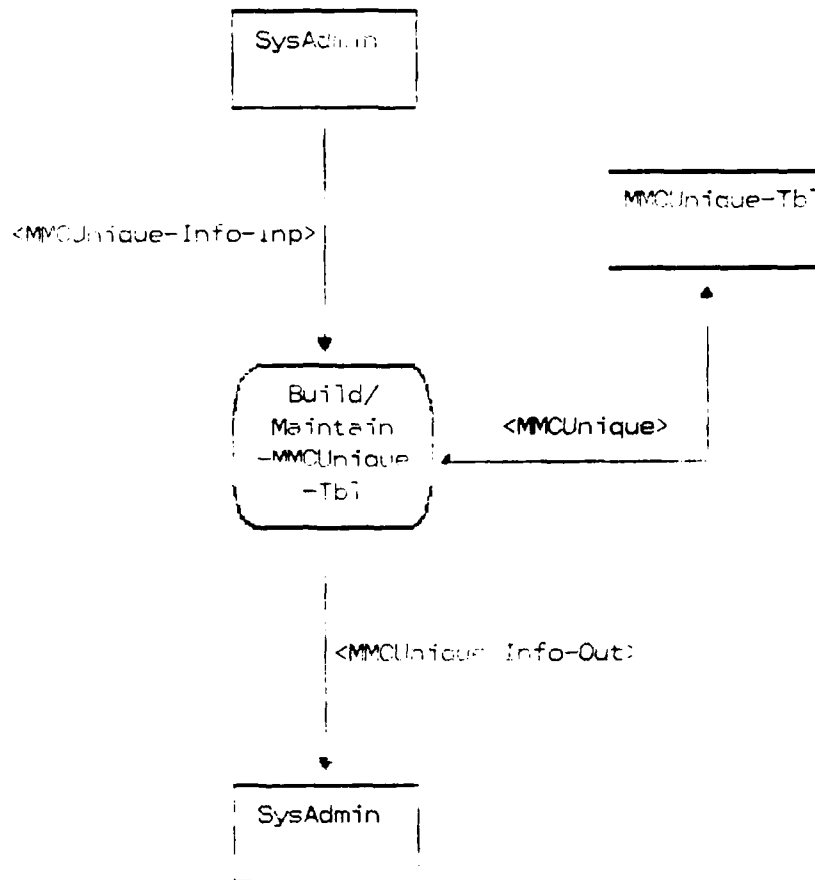 SysAdmin
MMCUnique-Tbl
<MMCUnique-Info-Inp>
Build/
Maintain
-MMCUnique
-Tbl
<MMCUnique>
<MMCUnique Info-Out>
SysAdmin